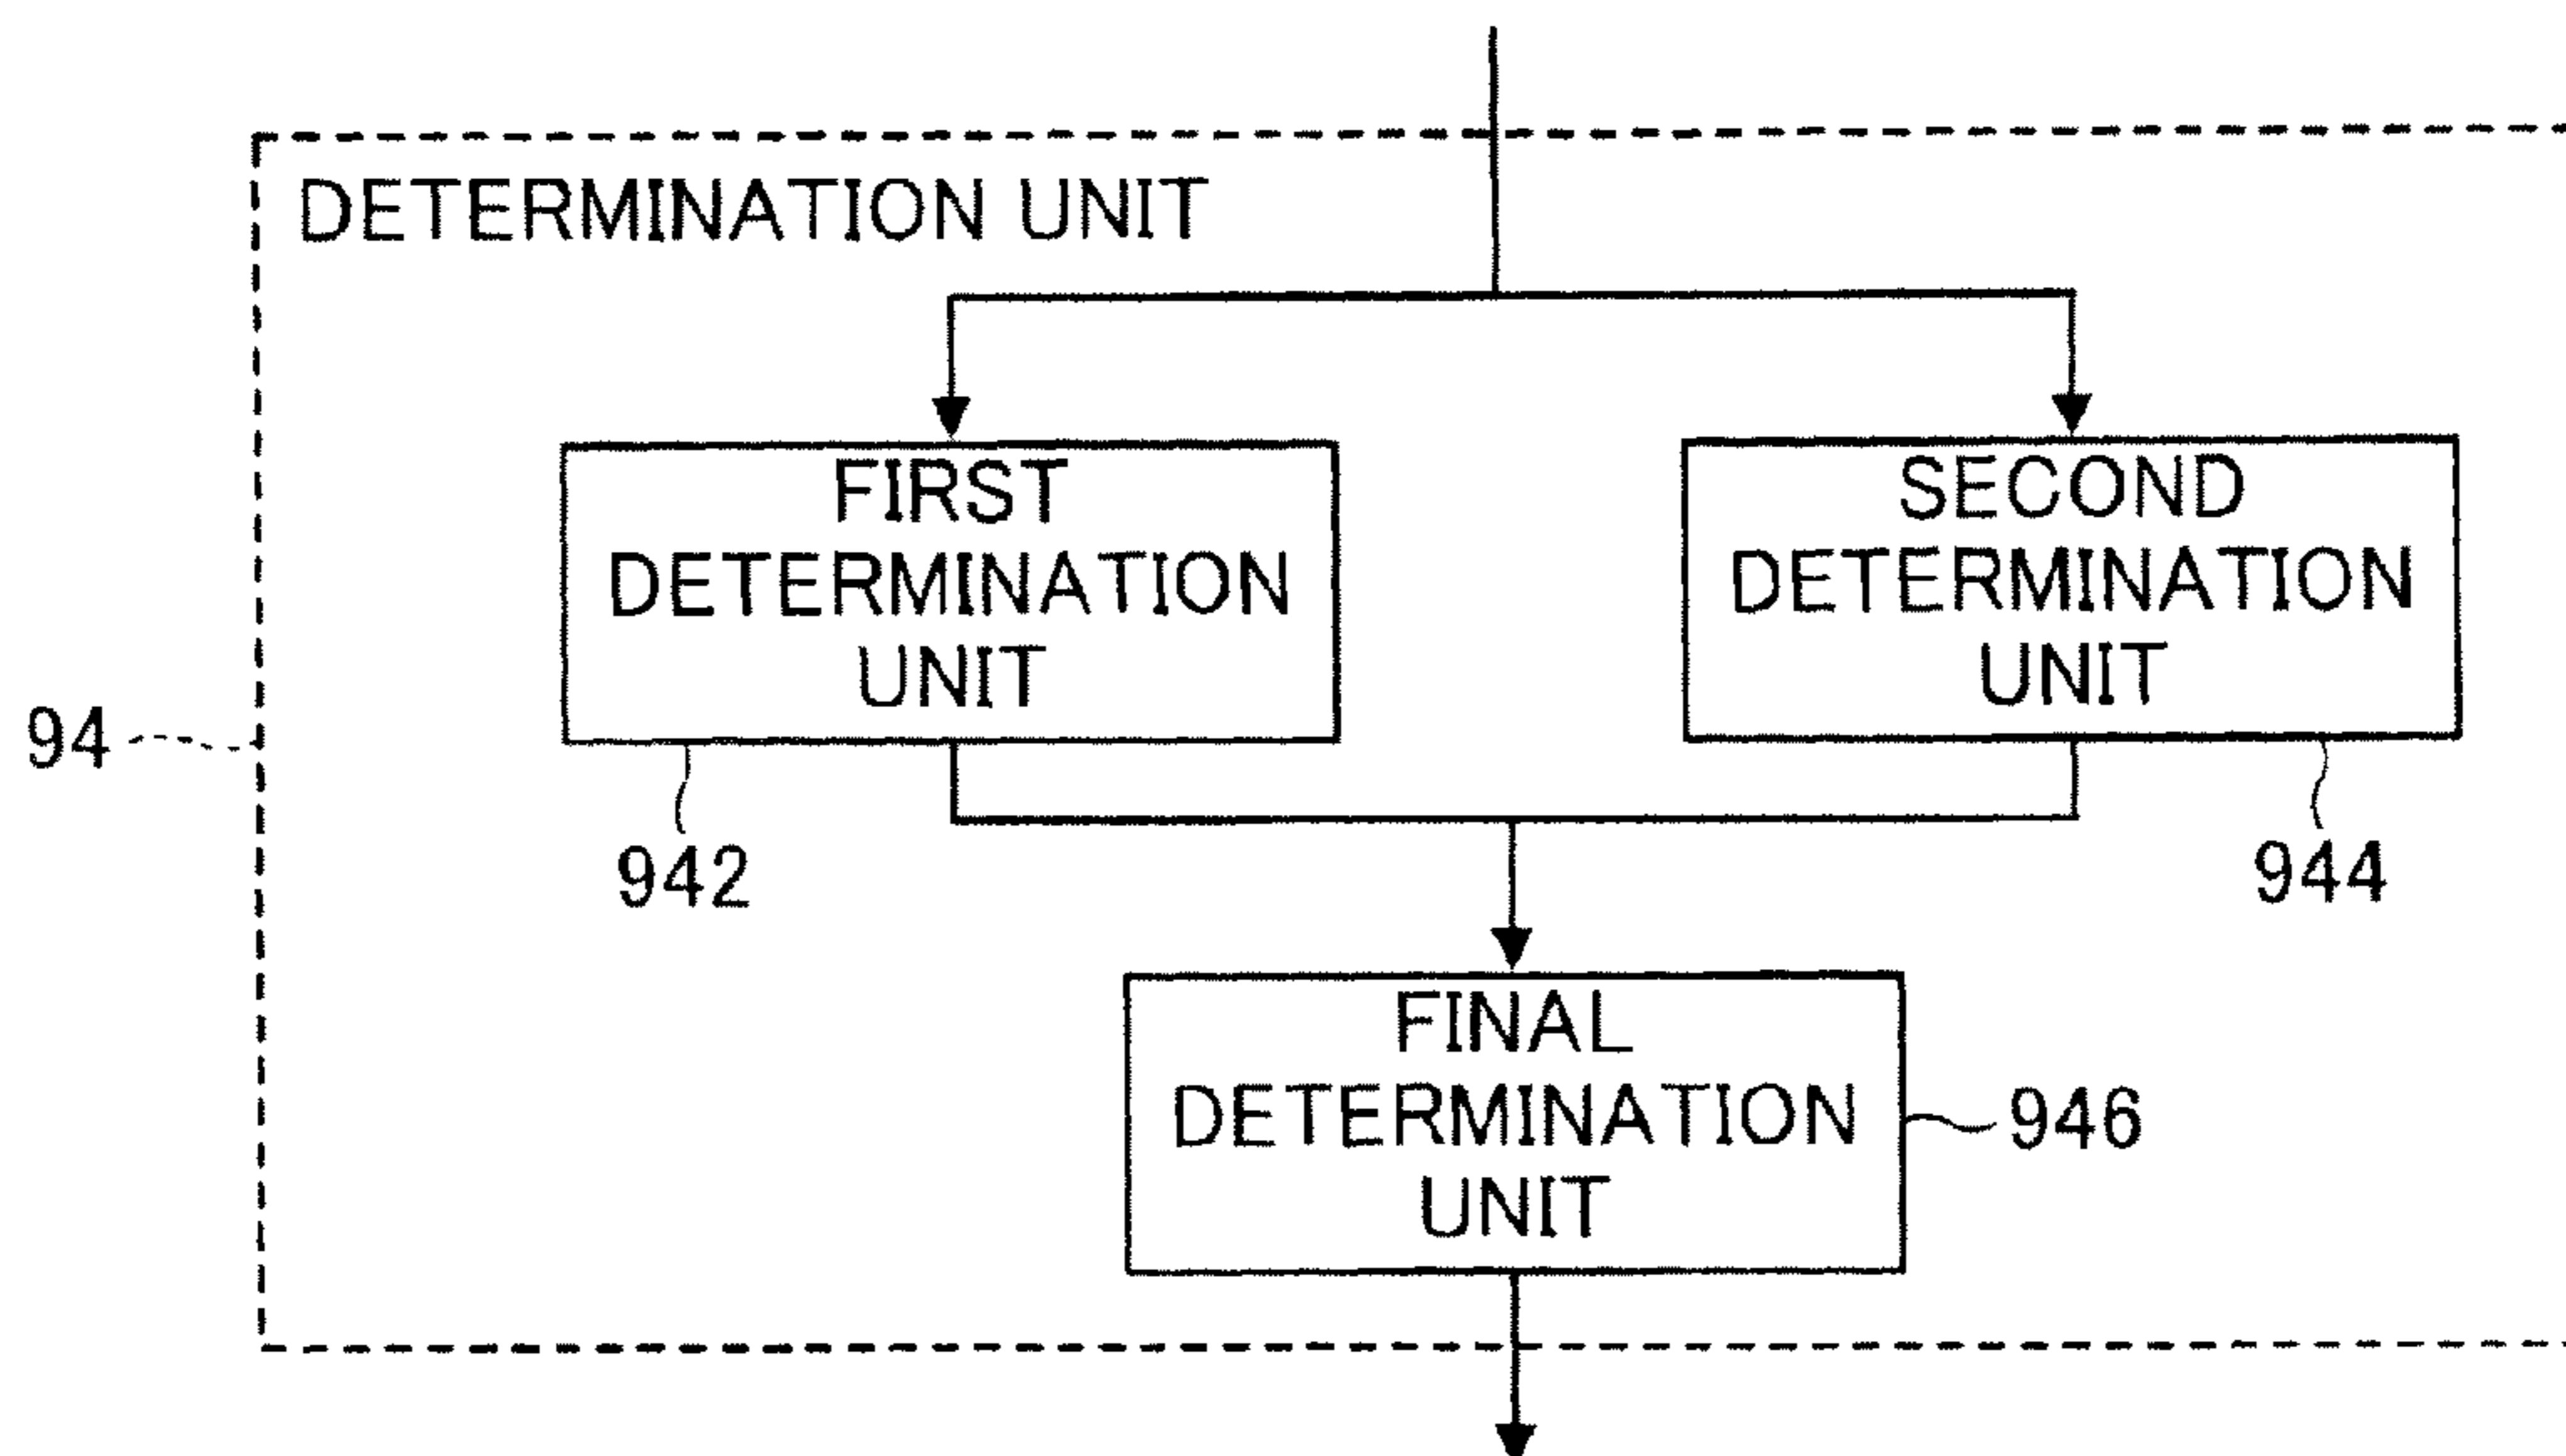 DETERMINATION UNIT
FIRST
DETERMINATION
UNIT
SECOND
DETERMINATION
UNIT
94
942
944
FINAL
DETERMINATION
UNIT
946